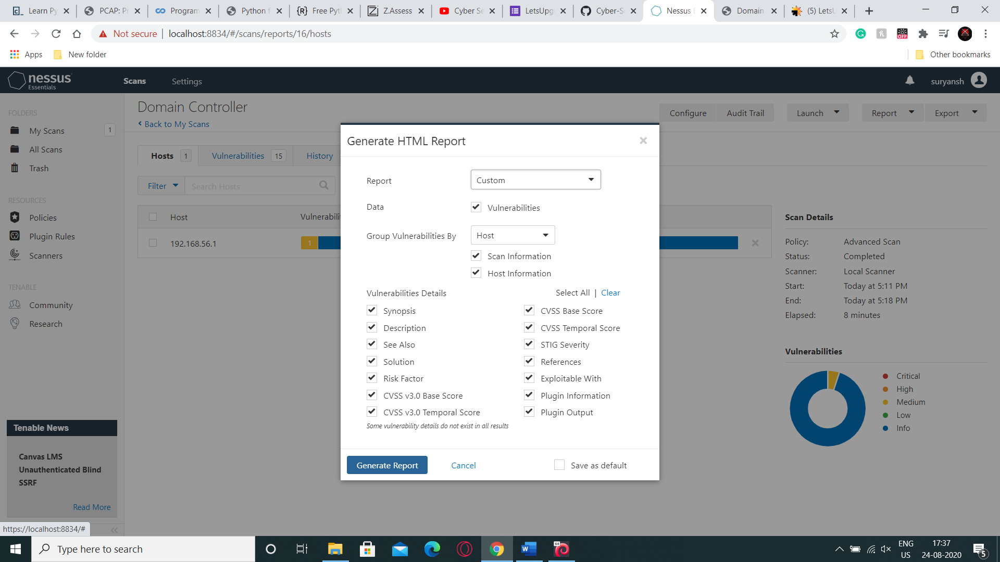 Learn Py
PCAP: Pr
Program
Python f
Free Pyt
Z.Assess
Cyber Se
LetsUpg
Cyber-S
Nessus E
Domain
(5) LetsU
Not secure
localhost:8834/#/scans/reports/16/hosts
OFF
Apps
New folder
Other bookmarks
nessus
Essentials
Scans
Settings
suryansh
FOLDERS
My Scans
1
All Scans
Trash
RESOURCES
Policies
Plugin Rules
Scanners
TENABLE
Community
Research
Tenable News
Canvas LMS
Unauthenticated Blind
SSRF
Read More
https://localhost:8834/#
Domain Controller
Back to My Scans
Configure
Audit Trail
Launch
Report
Export
Hosts 1
Vulnerabilities 15
History
Filter
Search Hosts
Host
Vulnerabili
192.168.56.1
1
Generate HTML Report
Report
Custom
Data
Vulnerabilities
Group Vulnerabilities By
Host
Scan Information
Host Information
Vulnerabilities Details
Select All | Clear
Synopsis
CVSS Base Score
Description
CVSS Temporal Score
See Also
STIG Severity
Solution
References
Risk Factor
Exploitable With
CVSS v3.0 Base Score
Plugin Information
CVSS v3.0 Temporal Score
Plugin Output
Some vulnerability details do not exist in all results
Generate Report
Cancel
Save as default
Scan Details
Policy: Advanced Scan
Status: Completed
Scanner: Local Scanner
Start: Today at 5:11 PM
End: Today at 5:18 PM
Elapsed: 8 minutes
Vulnerabilities
Critical
High
Medium
Low
Info
Type here to search
64
ENG
US
17:37
24-08-2020
5